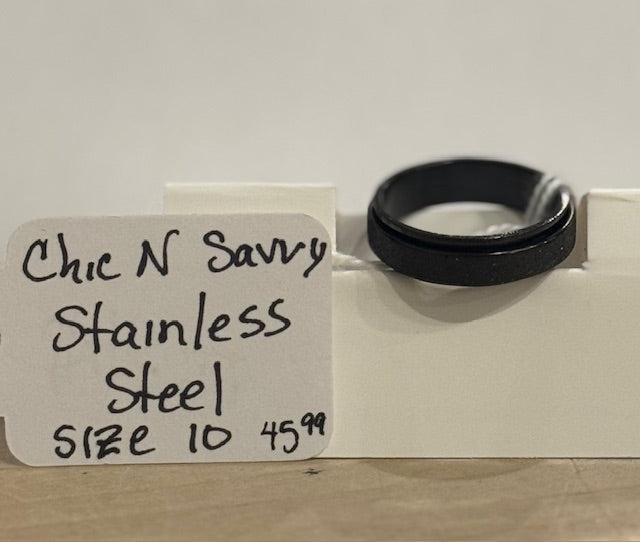 Chic N Savvy
Stainless
Steel
Size 10 45⁹⁹